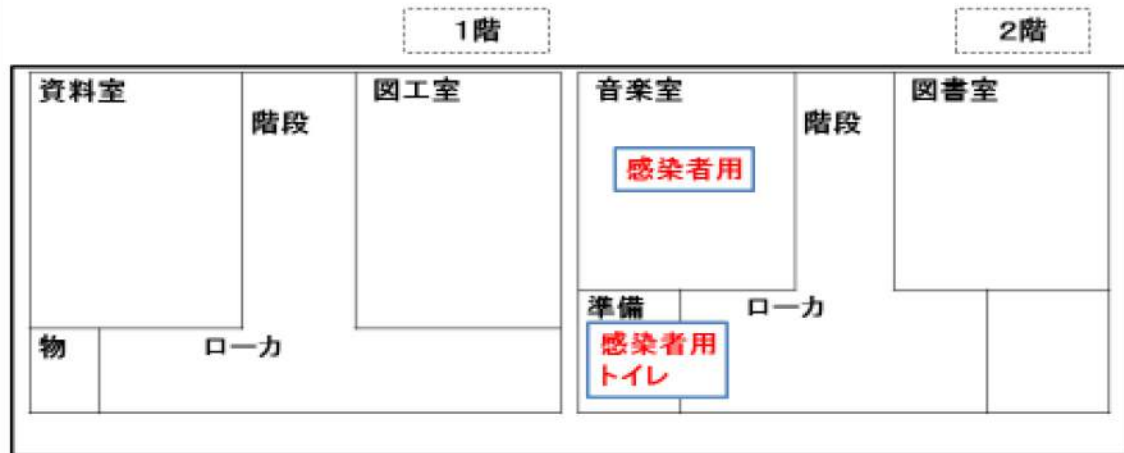 1階
2階
資料室
階段
図工室
音楽室
階段
図書室
感染者用
物
ローカ
準備
ローカ
感染者用
トイレ